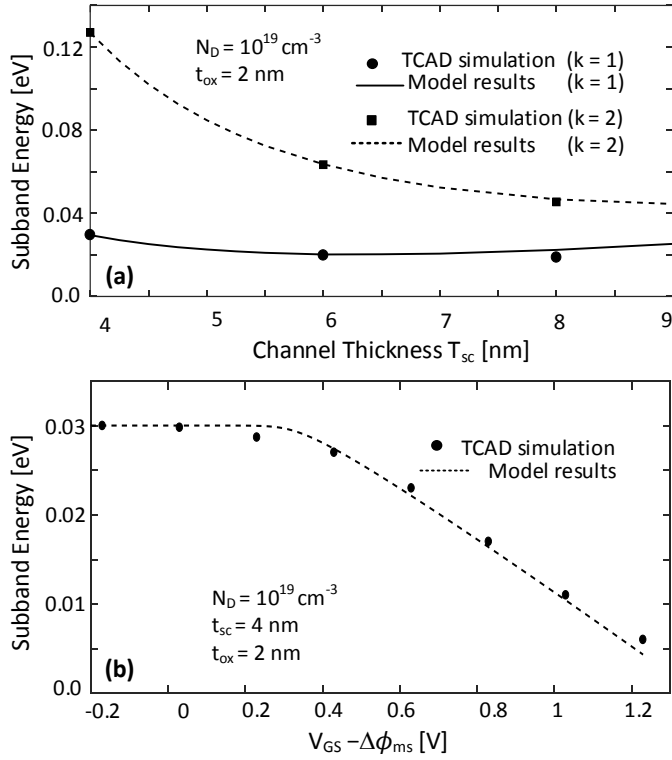 0.12
0.08
0.04
0.0
Subband Energy [eV]
N_D = 10^19 cm^-3
t_ox = 2 nm
TCAD simulation (k = 1)
Model results (k = 1)
TCAD simulation (k = 2)
Model results (k = 2)
(a)
4 5 6 7 8 9
Channel Thickness T_sc [nm]
0.03
0.02
0.01
0.0
Subband Energy [eV]
TCAD simulation
Model results
N_D = 10^19 cm^-3
t_sc = 4 nm
t_ox = 2 nm
(b)
-0.2 0 0.2 0.4 0.6 0.8 1.0 1.2
V_GS −Δϕ_ms [V]